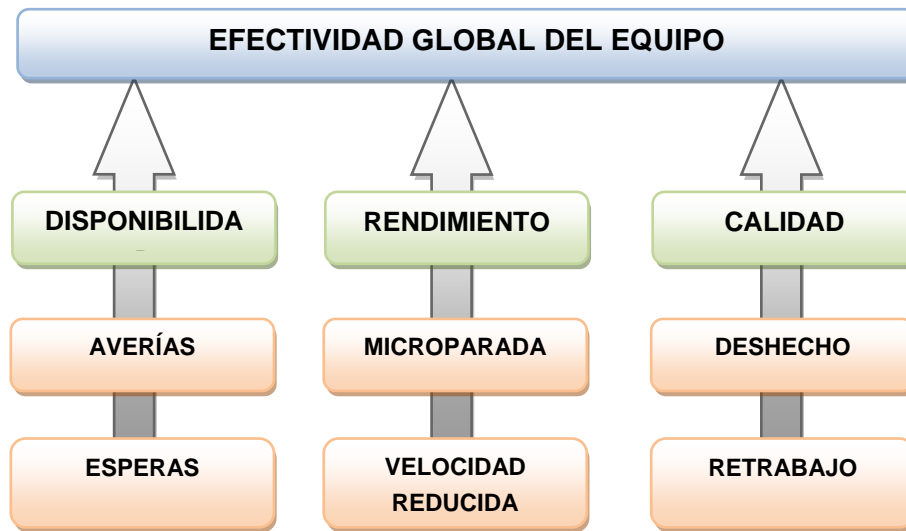 EFECTIVIDAD GLOBAL DEL EQUIPO
DISPONIBILIDA
RENDIMIENTO
CALIDAD
AVERÍAS
MICROPARADA
DESHECHO
ESPERAS
VELOCIDAD
REDUCIDA
RETRABAJO